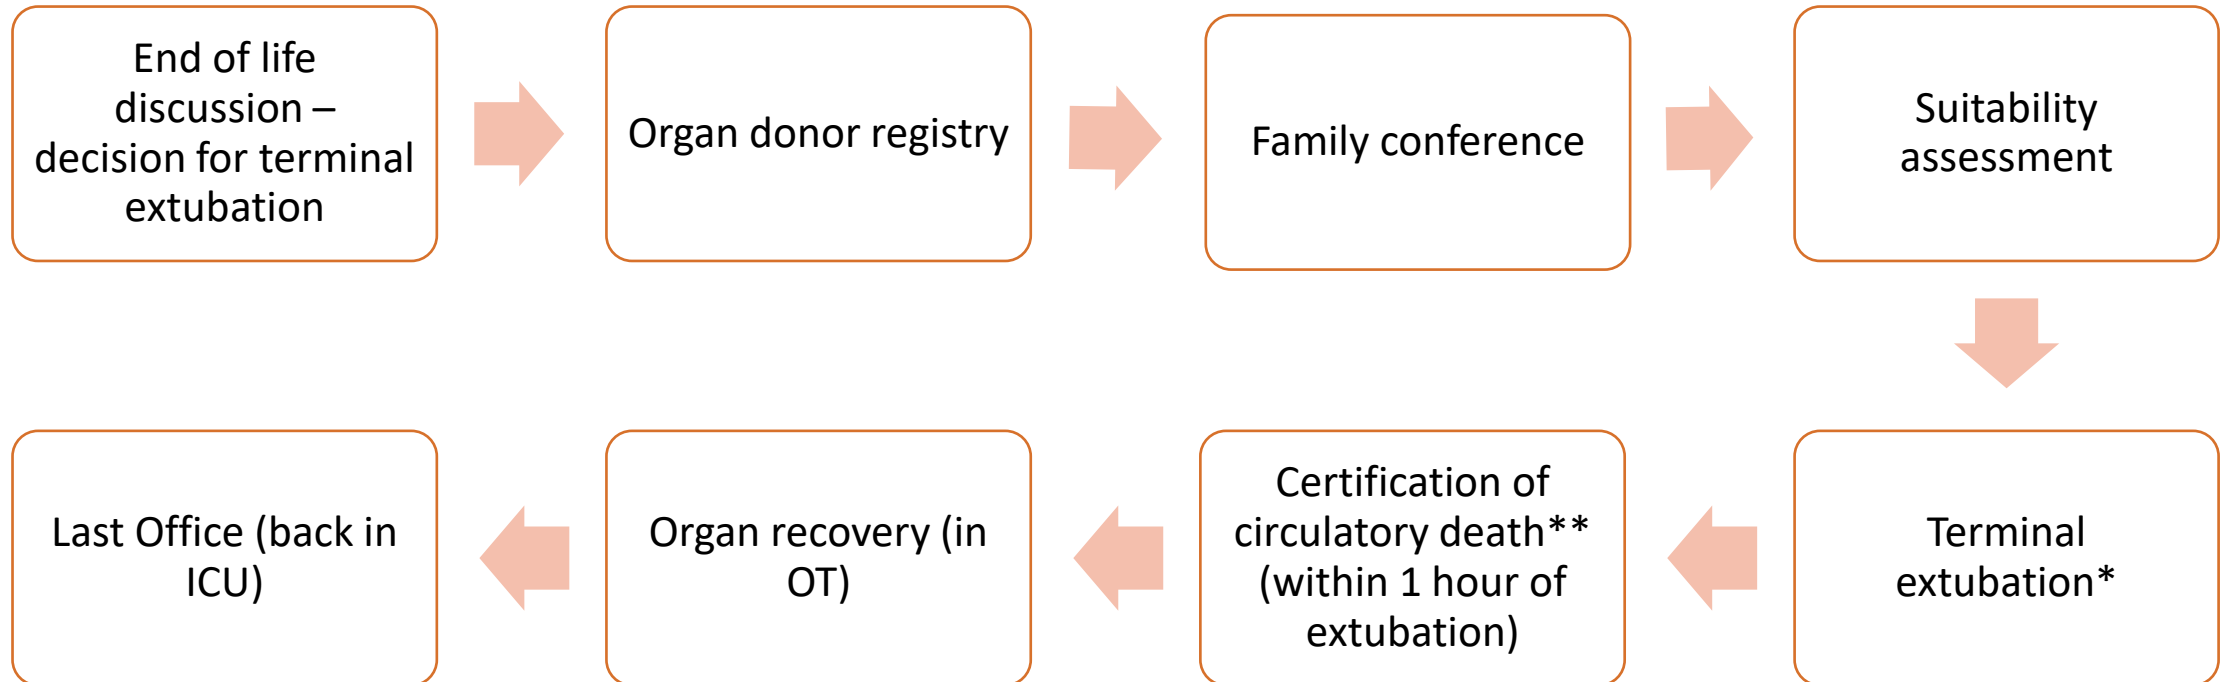 End of life
discussion –
decision for terminal
extubation
Organ donor registry
Family conference
Suitability
assessment
Terminal
extubation*
Certification of
circulatory death**
(within 1 hour of
extubation)
Organ recovery (in
OT)
Last Office (back in
ICU)